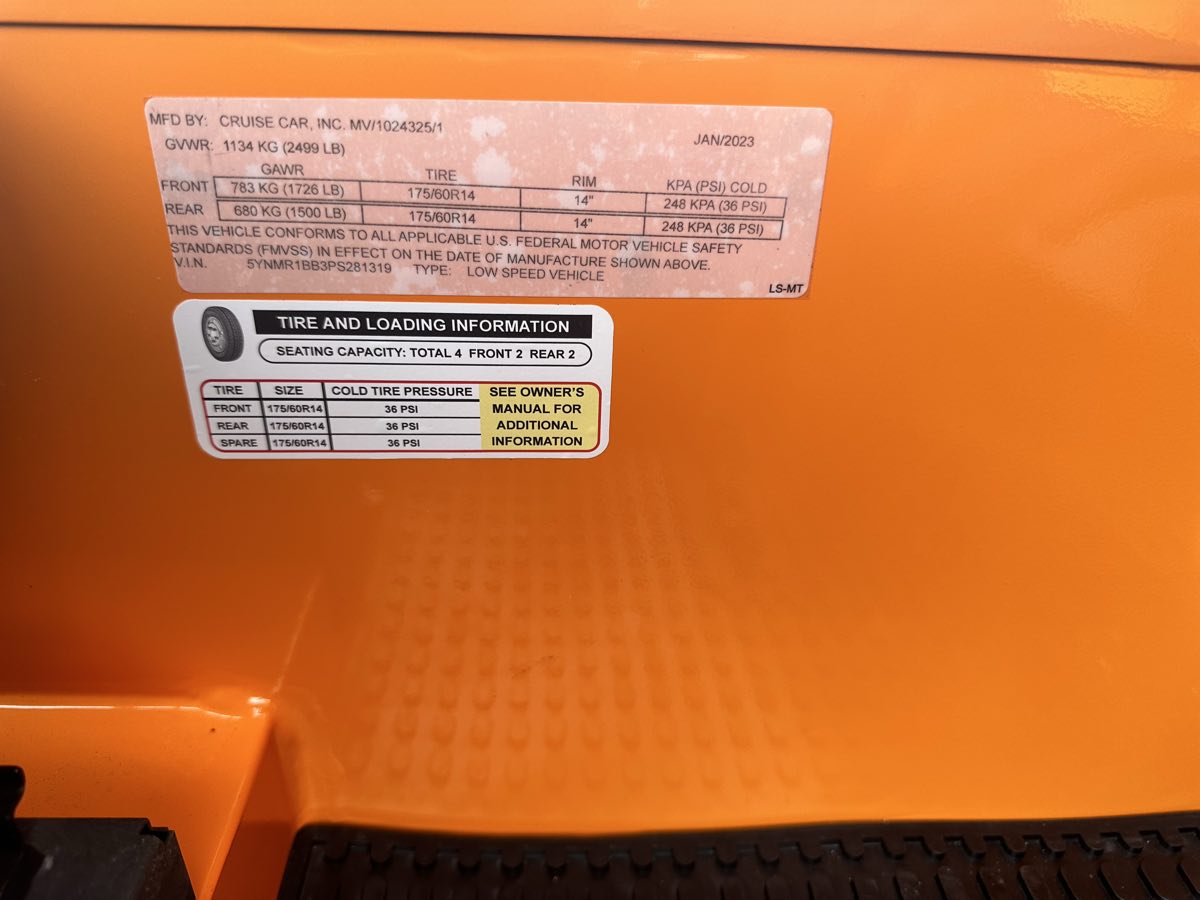 MFD BY: CRUISE CAR, INC. MV/1024325/1 JAN/2023
GVWR: 1134 KG (2499 LB)
GAWR TIRE RIM KPA (PSI) COLD
FRONT 783 KG (1726 LB) 175/60R14 14" 248 KPA (36 PSI)
REAR 680 KG (1500 LB) 175/60R14 14" 248 KPA (36 PSI)
THIS VEHICLE CONFORMS TO ALL APPLICABLE U.S. FEDERAL MOTOR VEHICLE SAFETY
STANDARDS (FMVSS) IN EFFECT ON THE DATE OF MANUFACTURE SHOWN ABOVE.
V.I.N. 5YNMR1BB3PS281319 TYPE: LOW SPEED VEHICLE
LS-MT
TIRE AND LOADING INFORMATION
SEATING CAPACITY: TOTAL 4 FRONT 2 REAR 2
TIRE SIZE COLD TIRE PRESSURE SEE OWNER'S
FRONT 175/60R14 36 PSI MANUAL FOR
REAR 175/60R14 36 PSI ADDITIONAL
SPARE 175/60R14 36 PSI INFORMATION